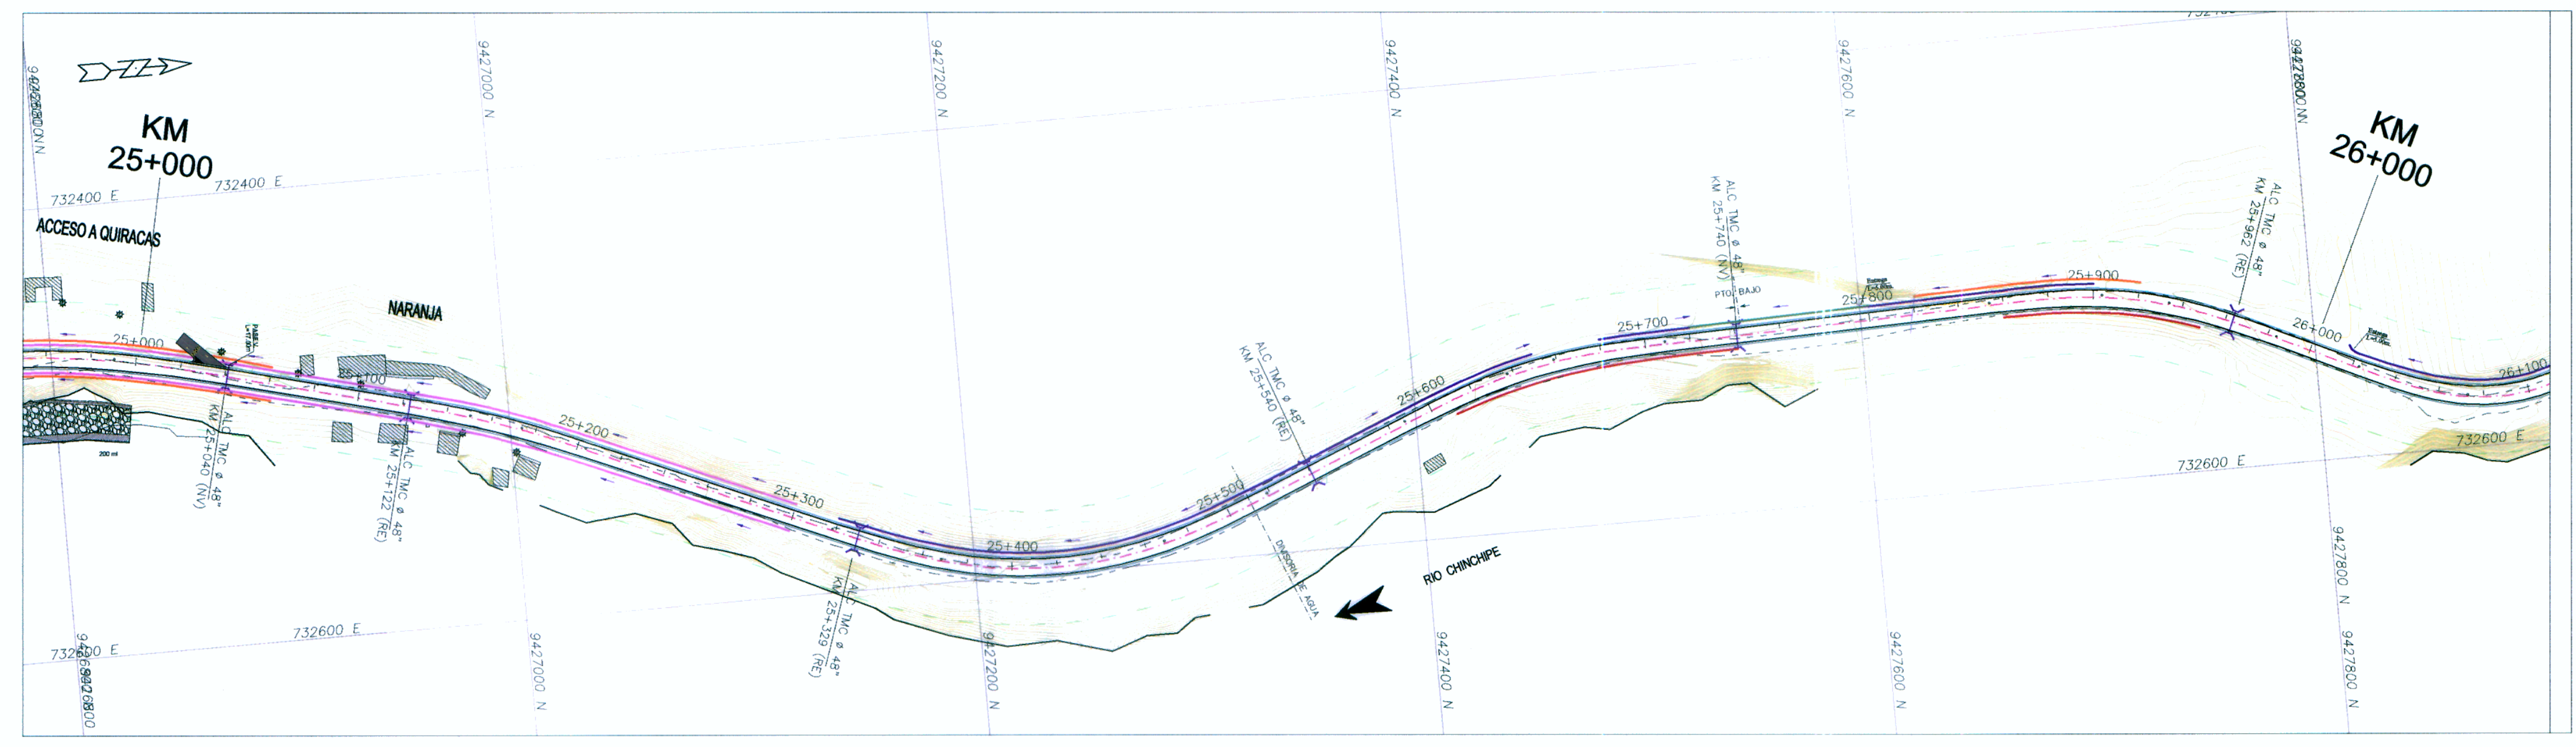 9427000 N
9427200 N
9427400 N
9427600 N
9427800 N
KM
25+000
KM
26+000
732400 E
732400 E
ACCESO A QUIRACAS
NARANJA
ALC TMC ø 48"
KM 25+740 (NV)
ALC TMC ø 48"
KM 25+962 (RE)
PTO. BAJO
25+000
25+100
25+200
25+300
25+400
25+500
25+600
25+700
25+800
25+900
26+000
26+100
200 ml
ALC TMC ø 48"
KM 25+040 (NV)
ALC TMC ø 48"
KM 25+122 (RE)
ALC TMC ø 48"
KM 25+329 (RE)
ALC TMC ø 48"
KM 25+540 (RE)
DIVISORIA DE AGUA
RIO CHINCHIPE
732600 E
732600 E
732600 E
732600 E
9427000 N
9427200 N
9427400 N
9427600 N
9427800 N
9427800 N